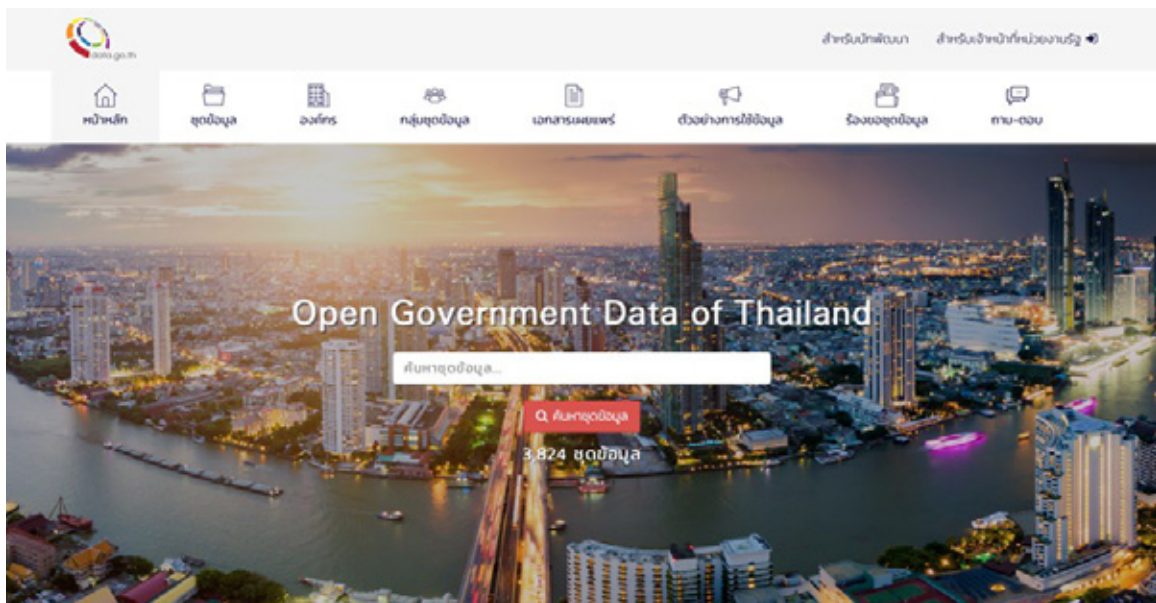 data.go.th
สำหรับนักพัฒนา สำหรับเจ้าหน้าที่หน่วยงานรัฐ
หน้าหลัก ชุดข้อมูล องค์กร กลุ่มชุดข้อมูล เอกสารเผยแพร่ ตัวอย่างการใช้ข้อมูล ร้องขอชุดข้อมูล ถาม-ตอบ
Open Government Data of Thailand
ค้นหาชุดข้อมูล...
ค้นหาชุดข้อมูล
3,824 ชุดข้อมูล